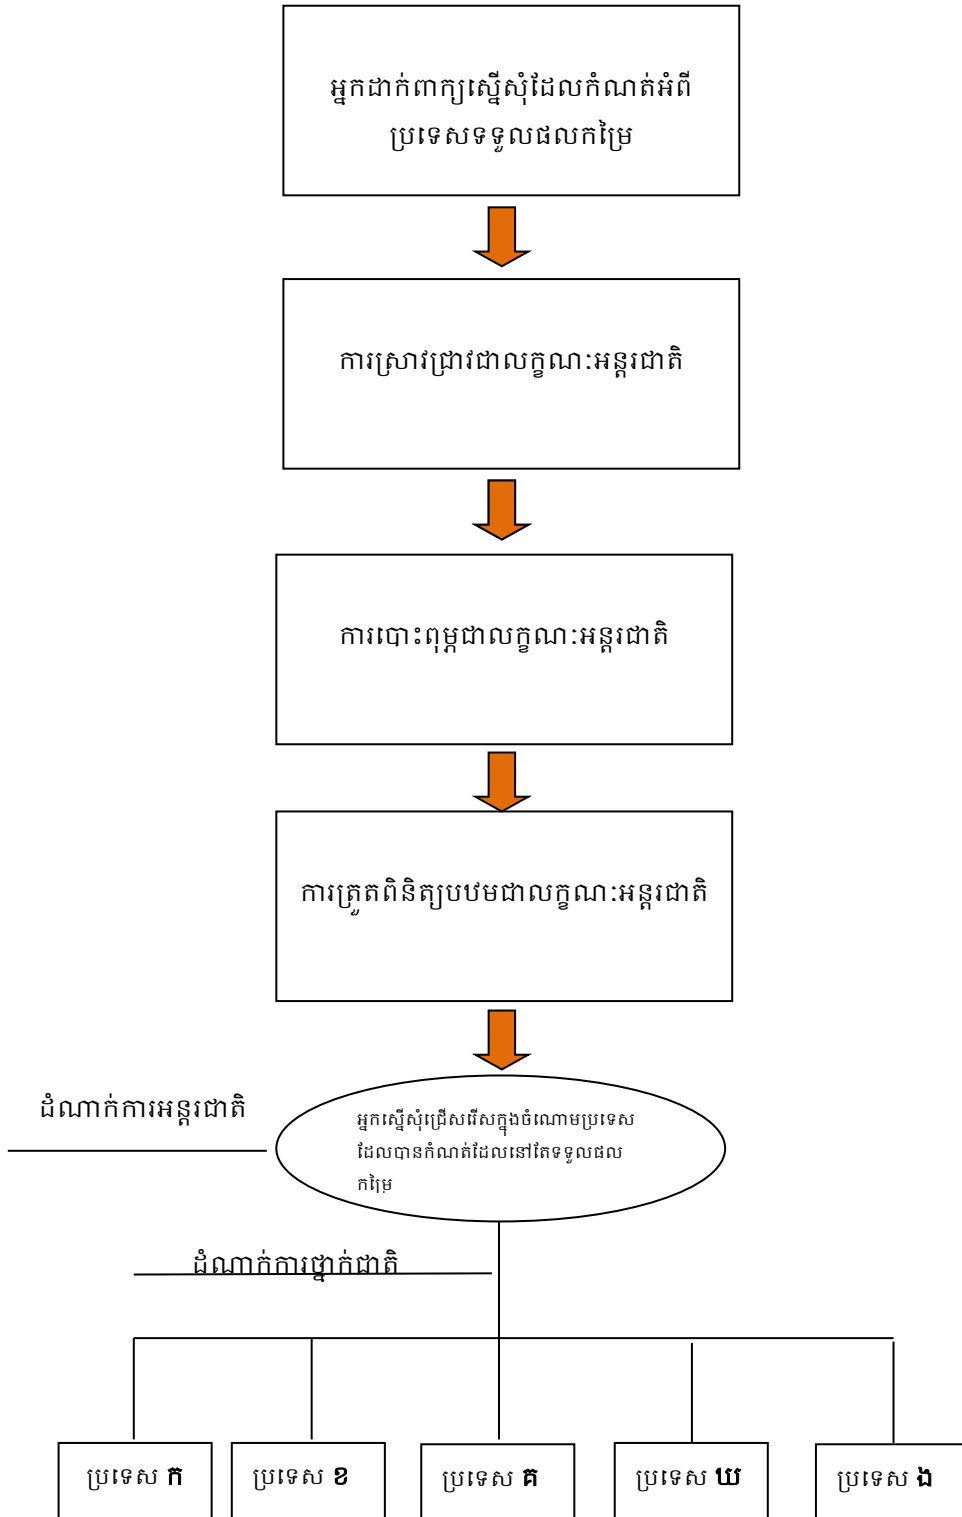 អ្នកដាក់ពាក្យស្នើសុំដែលកំណត់អំពី
ប្រទេសទទួលផលកម្រៃ
ការស្រាវជ្រាវជាលក្ខណៈអន្តរជាតិ
ការបោះពុម្ភជាលក្ខណៈអន្តរជាតិ
ការត្រួតពិនិត្យបឋមជាលក្ខណៈអន្តរជាតិ
ដំណាក់ការអន្តរជាតិ
អ្នកស្នើសុំជ្រើសរើសក្នុងចំណោមប្រទេស
ដែលបានកំណត់ដែលនៅតែទទួលផល
កម្រៃ
ដំណាក់ការថ្នាក់ជាតិ
ប្រទេស ក
ប្រទេស ខ
ប្រទេស គ
ប្រទេស ឃ
ប្រទេស ង